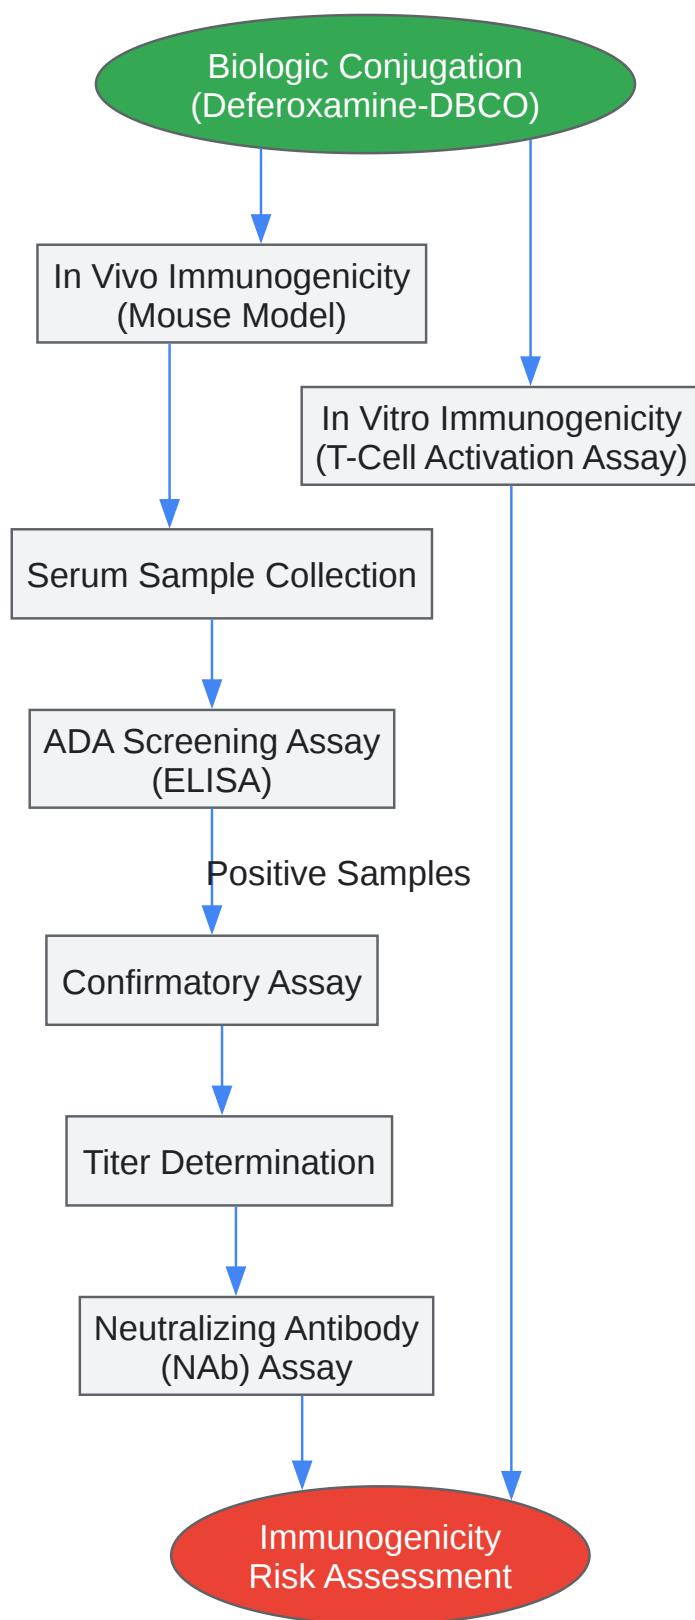 Biologic Conjugation
(Deferoxamine-DBCO)
In Vivo Immunogenicity
(Mouse Model)
In Vitro Immunogenicity
(T-Cell Activation Assay)
Serum Sample Collection
ADA Screening Assay
(ELISA)
Positive Samples
Confirmatory Assay
Titer Determination
Neutralizing Antibody
(NAb) Assay
Immunogenicity
Risk Assessment